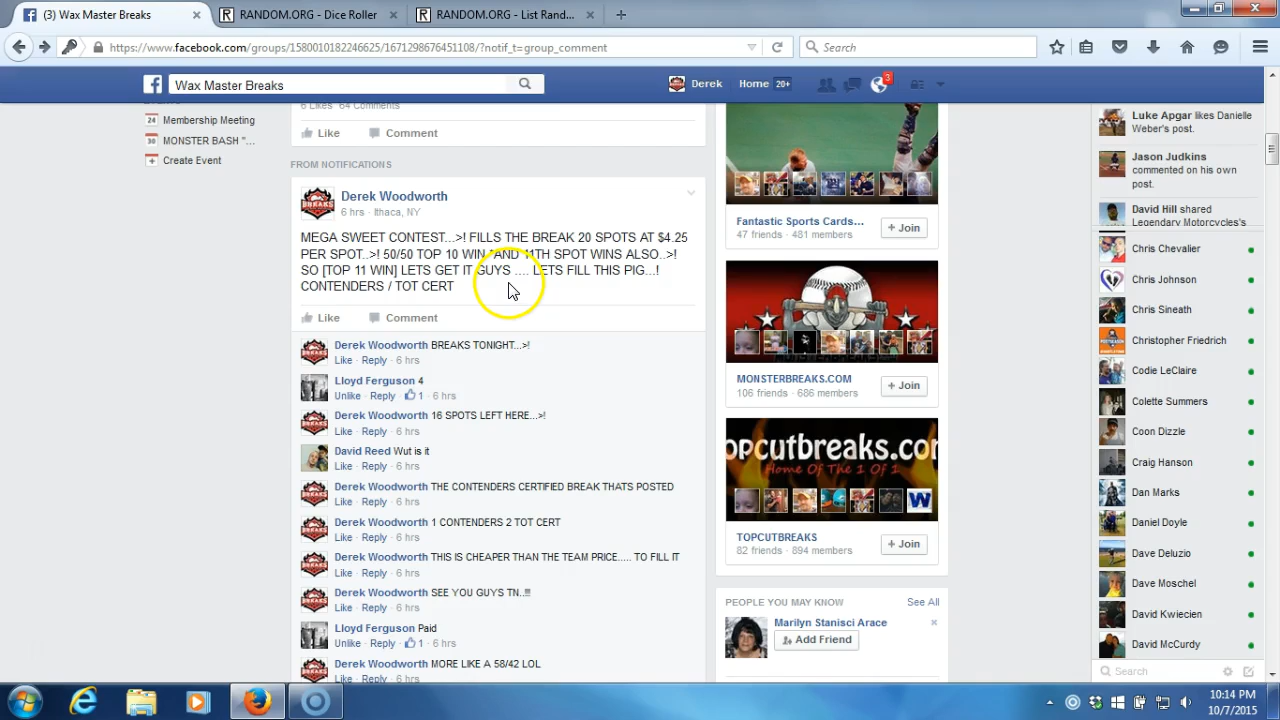 (3) Wax Master Breaks
RANDOM.ORG - Dice Roller
RANDOM.ORG - List Rand...
https://www.facebook.com/groups/1580010182246625/1671298676451108/?notif_t=group_comment
Search
Wax Master Breaks
Derek
Home 20+
3
24 Membership Meeting
30 MONSTER BASH "...
Create Event
6 Likes 64 Comments
Like Comment
FROM NOTIFICATIONS
Derek Woodworth
6 hrs · Ithaca, NY
MEGA SWEET CONTEST...>! FILLS THE BREAK 20 SPOTS AT $4.25
PER SPOT..>! 50/50 TOP 10 WIN *AND 11TH SPOT WINS ALSO..>!
SO [TOP 11 WIN] LETS GET IT GUYS .... LETS FILL THIS PIG...!
CONTENDERS / TOT CERT
Like Comment
Derek Woodworth BREAKS TONIGHT...>!
Like · Reply · 6 hrs
Lloyd Ferguson 4
Unlike · Reply · 1 · 6 hrs
Derek Woodworth 16 SPOTS LEFT HERE...>!
Like · Reply · 6 hrs
David Reed Wut is it
Like · Reply · 6 hrs
Derek Woodworth THE CONTENDERS CERTIFIED BREAK THATS POSTED
Like · Reply · 6 hrs
Derek Woodworth 1 CONTENDERS 2 TOT CERT
Like · Reply · 6 hrs
Derek Woodworth THIS IS CHEAPER THAN THE TEAM PRICE..... TO FILL IT
Like · Reply · 6 hrs
Derek Woodworth SEE YOU GUYS TN..!!!
Like · Reply · 6 hrs
Lloyd Ferguson Paid
Unlike · Reply · 1 · 6 hrs
Derek Woodworth MORE LIKE A 58/42 LOL
Like · Reply · 6 hrs
Fantastic Sports Cards...
47 friends · 481 members
+ Join
MONSTERBREAKS.COM
106 friends · 686 members
+ Join
topcutbreaks.com
Home Of The 1 Of 1
W
TOPCUTBREAKS
82 friends · 894 members
+ Join
PEOPLE YOU MAY KNOW
See All
Marilyn Stanisci Arace
Add Friend
Luke Apgar likes Danielle
Weber's post.
Jason Judkins
commented on his own
post.
David Hill shared
Legendary Motorcycles's
Chris Chevalier
Chris Jentz
Chris Sineath
Christopher Friedrich
Codie LeClaire
Colette Summers
Coon Dizzle
Craig Hanson
Dan Marks
Daniel Doyle
Dave Deluzio
Dave Moschel
David Kwiecien
David McCurdy
Search
10:14 PM
10/7/2015